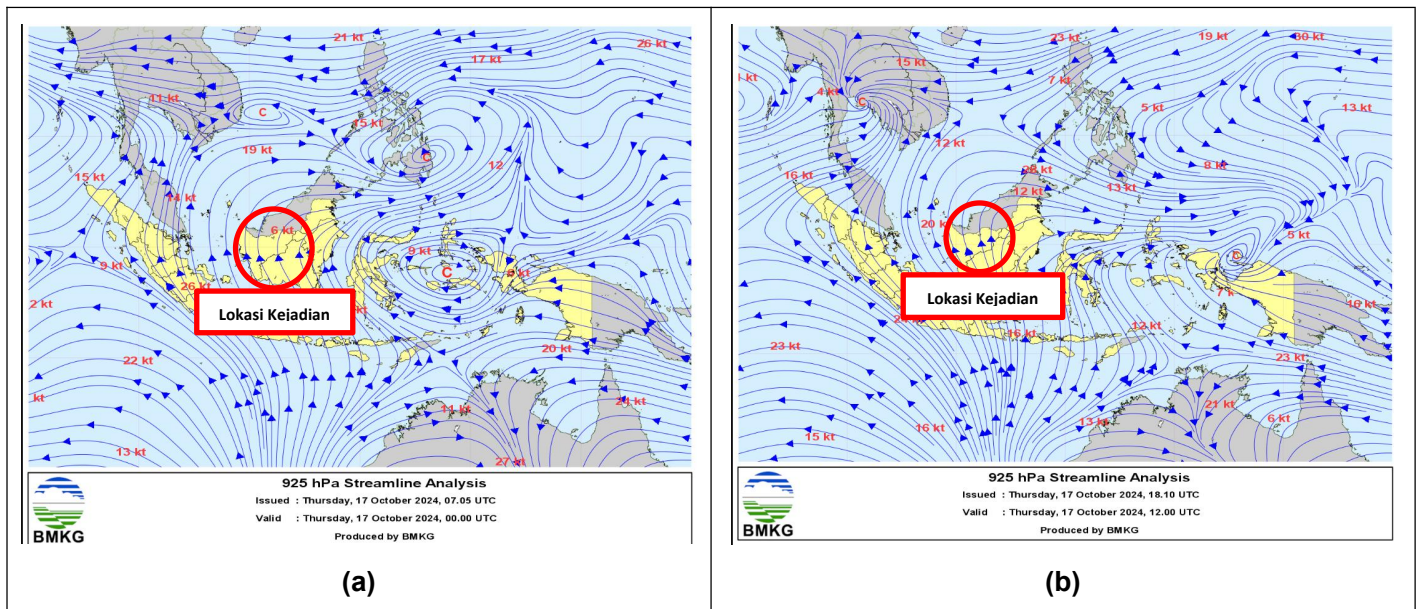 21 kt
26 kt
17 kt
11 kt
C
15 kt
19 kt
C
12
15 kt
14 kt
6 kt
9 kt
C
9 kt
26 kt
Lokasi Kejadian
2 kt
22 kt
20 kt
kt
11 kt
13 kt
27 kt
925 hPa Streamline Analysis
Issued : Thursday, 17 October 2024, 07.05 UTC
Valid : Thursday, 17 October 2024, 00.00 UTC
Produced by BMKG
BMKG
(a)
23 kt
19 kt
30 kt
15 kt
7 kt
4 kt
C
5 kt
13 kt
12 kt
8 kt
16 kt
12 kt
13 kt
20 k
5 kt
C
Lokasi Kejadian
7 k
16 kt
16 kt
12 kt
23 kt
23 kt
21 kt
16 kt
13 kt
6 kt
15 kt
925 hPa Streamline Analysis
Issued : Thursday, 17 October 2024, 18.10 UTC
Valid : Thursday, 17 October 2024, 12.00 UTC
Produced by BMKG
BMKG
(b)